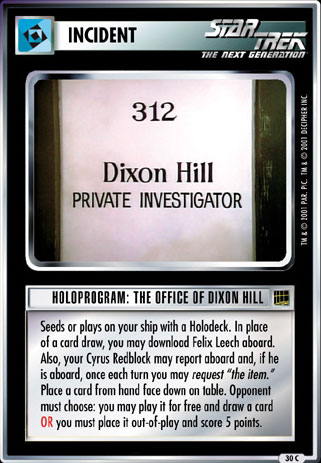 INCIDENT
STAR TREK
THE NEXT GENERATION
312
Dixon Hill
PRIVATE INVESTIGATOR
TM & © 2001 PAR. PIC. TM & © 2001 DECIPHER INC.
HOLOPROGRAM: THE OFFICE OF DIXON HILL
Seeds or plays on your ship with a Holodeck. In place
of a card draw, you may download Felix Leech aboard.
Also, your Cyrus Redblock may report aboard and, if he
is aboard, once each turn you may request "the item."
Place a card from hand face down on table. Opponent
must choose: you may play it for free and draw a card
OR you must place it out-of-play and score 5 points.
30 C